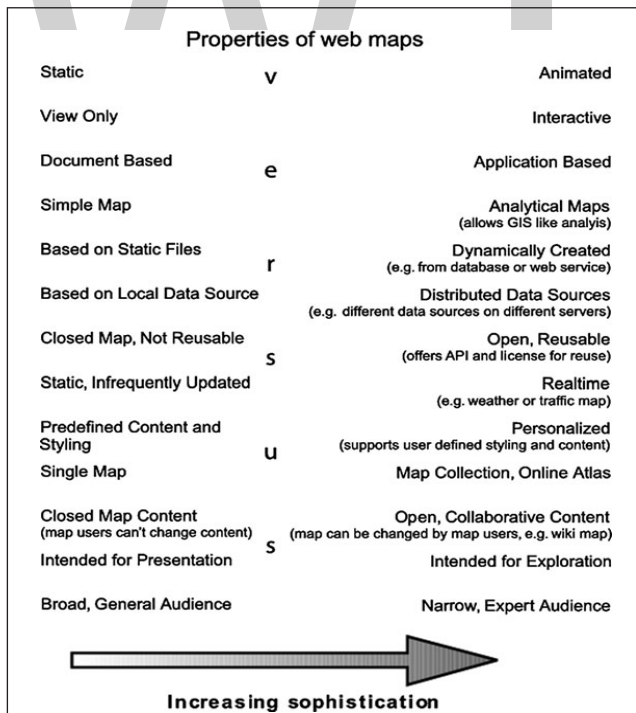 Properties of web maps
Static v Animated
View Only Interactive
Document Based e Application Based
Simple Map Analytical Maps
(allows GIS like analyis)
Based on Static Files r Dynamically Created
(e.g. from database or web service)
Based on Local Data Source Distributed Data Sources
(e.g. different data sources on different servers)
Closed Map, Not Reusable s Open, Reusable
(offers API and license for reuse)
Static, Infrequently Updated Realtime
(e.g. weather or traffic map)
Predefined Content and Personalized
Styling u (supports user defined styling and content)
Single Map Map Collection, Online Atlas
Closed Map Content Open, Collaborative Content
(map users can't change content) s (map can be changed by map users, e.g. wiki map)
Intended for Presentation Intended for Exploration
Broad, General Audience Narrow, Expert Audience
Increasing sophistication